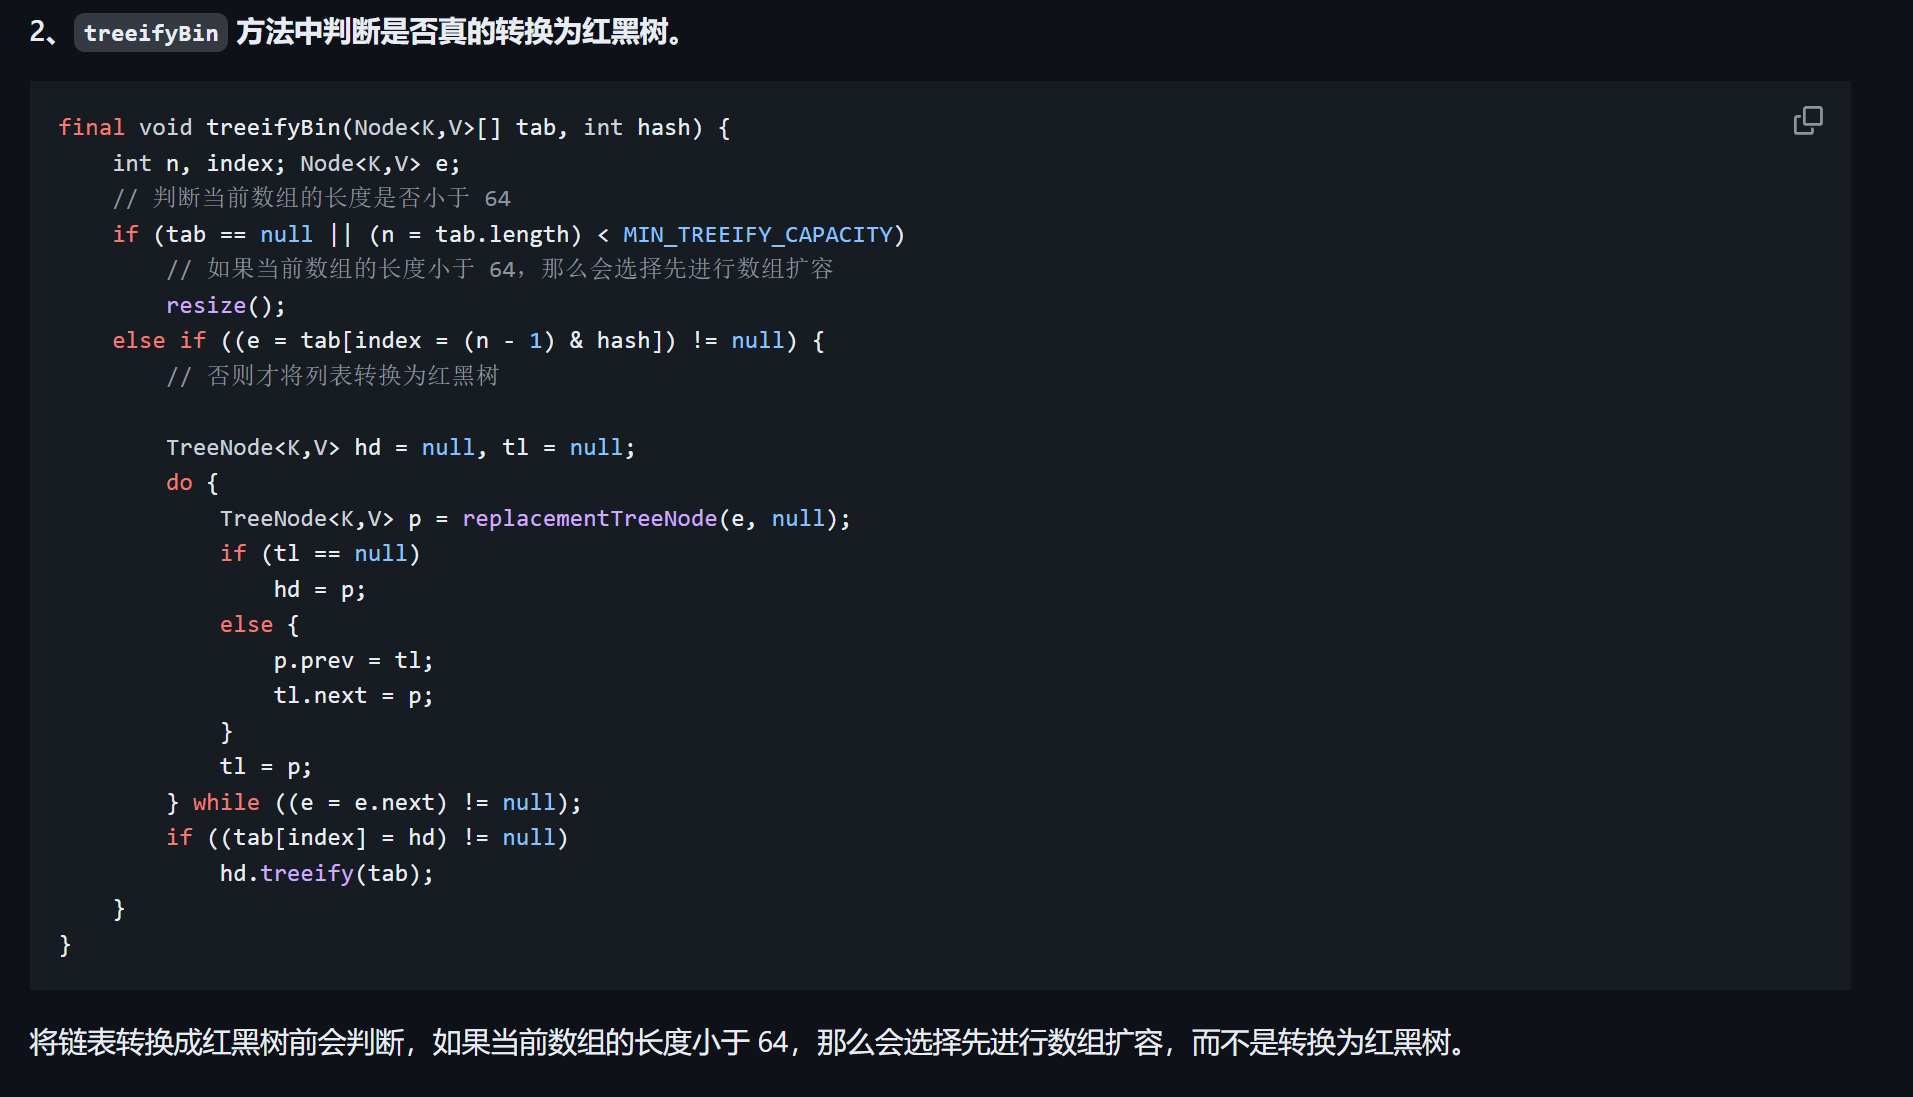 2、 treeifyBin 方法中判断是否真的转换为红黑树。
final void treeifyBin(Node<K,V>[] tab, int hash) {
    int n, index; Node<K,V> e;
    // 判断当前数组的长度是否小于 64
    if (tab == null || (n = tab.length) < MIN_TREEIFY_CAPACITY)
        // 如果当前数组的长度小于 64，那么会选择先进行数组扩容
        resize();
    else if ((e = tab[index = (n - 1) & hash]) != null) {
        // 否则才将列表转换为红黑树
        TreeNode<K,V> hd = null, tl = null;
        do {
            TreeNode<K,V> p = replacementTreeNode(e, null);
            if (tl == null)
                hd = p;
            else {
                p.prev = tl;
                tl.next = p;
            }
            tl = p;
        } while ((e = e.next) != null);
        if ((tab[index] = hd) != null)
            hd.treeify(tab);
    }
}
将链表转换成红黑树前会判断，如果当前数组的长度小于 64，那么会选择先进行数组扩容，而不是转换为红黑树。